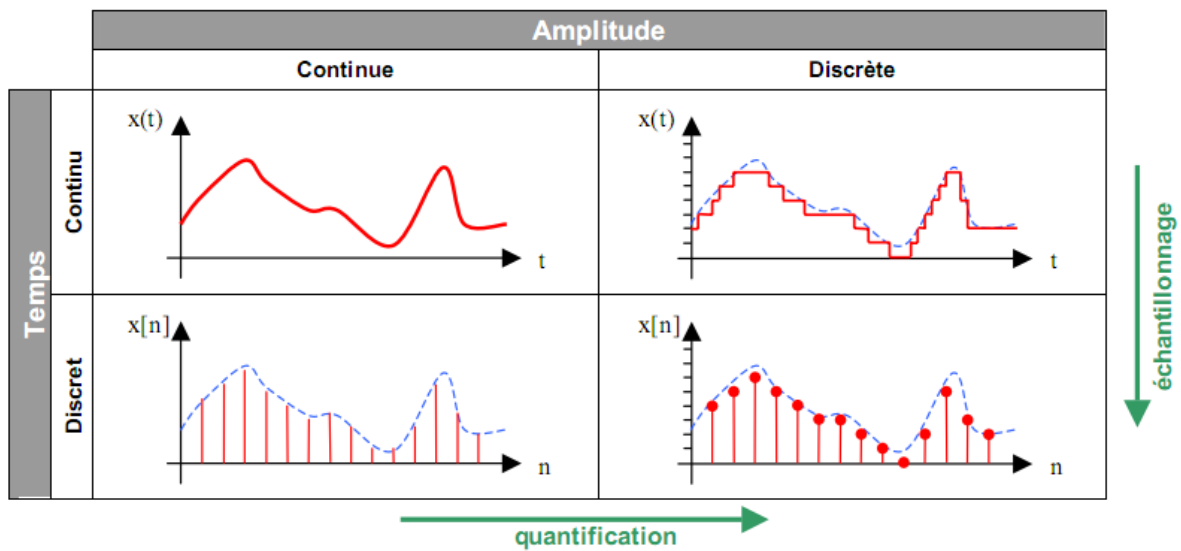 Amplitude
Continue
Discrète
Temps
Continu
x(t)
t
x(t)
t
échantillonnage
Discret
x[n]
n
x[n]
n
quantification